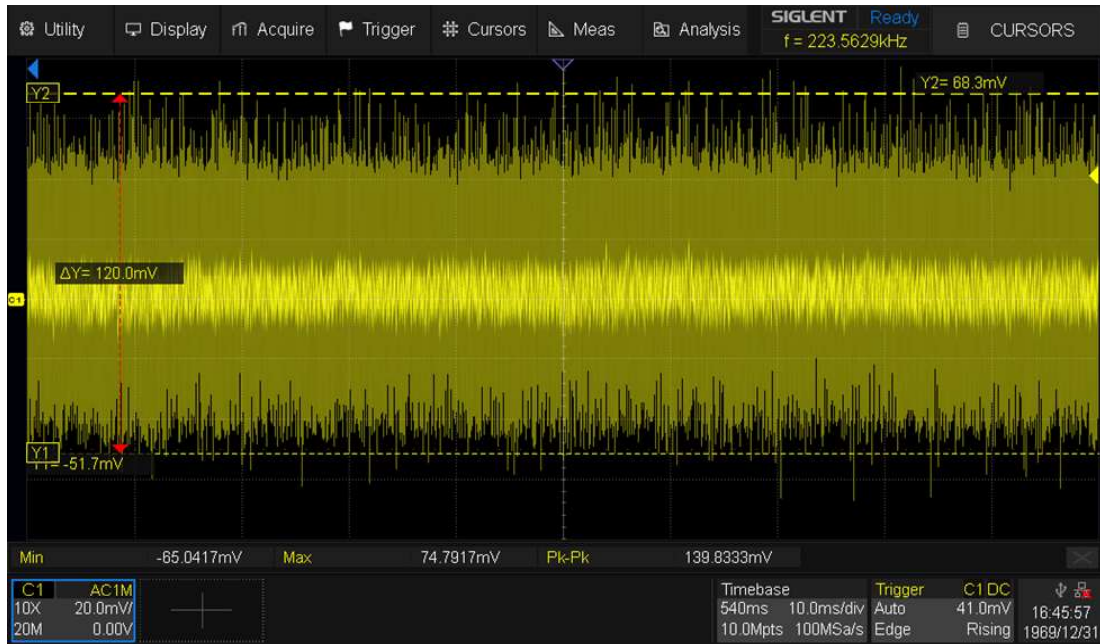 Utility Display Acquire Trigger Cursors Meas Analysis SIGLENT Ready CURSORS
f = 223.5629kHz
Y2 Y2= 68.3mV
ΔY= 120.0mV
C1
Y1
Y1= -51.7mV
Min -65.0417mV Max 74.7917mV Pk-Pk 139.8333mV
C1 AC1M Timebase Trigger C1 DC
10X 20.0mV/ 540ms 10.0ms/div Auto 41.0mV 16:45:57
20M 0.00V 10.0Mpts 100MSa/s Edge Rising 1969/12/31